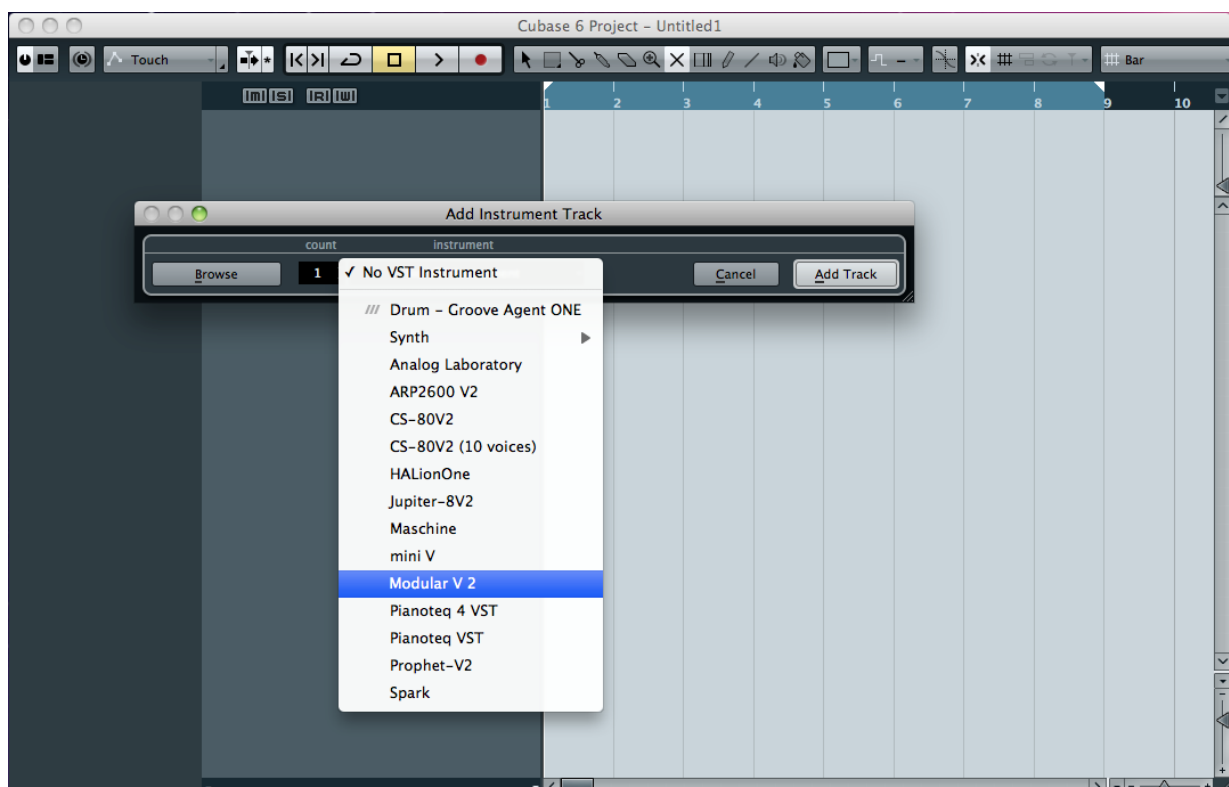 Cubase 6 Project – Untitled1
Touch
Bar
m S R W
1 2 3 4 5 6 7 8 9 10
Add Instrument Track
count instrument
Browse 1 ✓ No VST Instrument Cancel Add Track
Drum – Groove Agent ONE
Synth
Analog Laboratory
ARP2600 V2
CS-80V2
CS-80V2 (10 voices)
HALionOne
Jupiter-8V2
Maschine
mini V
Modular V 2
Pianoteq 4 VST
Pianoteq VST
Prophet-V2
Spark